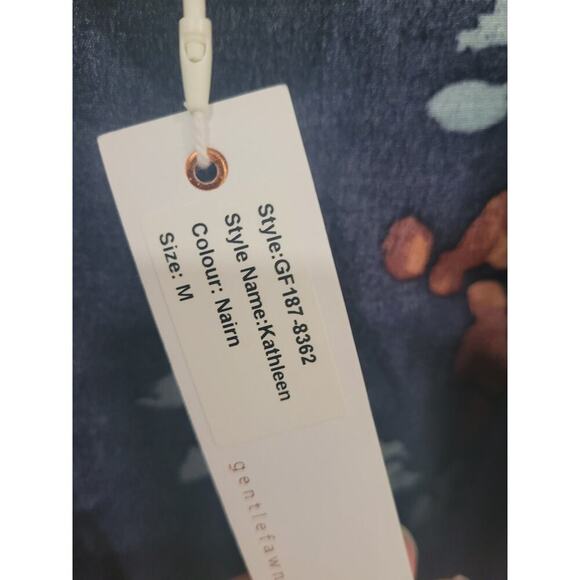 Style:GF187-8362
Style Name:Kathleen
Colour: Nairn
Size: M
gentlefawn